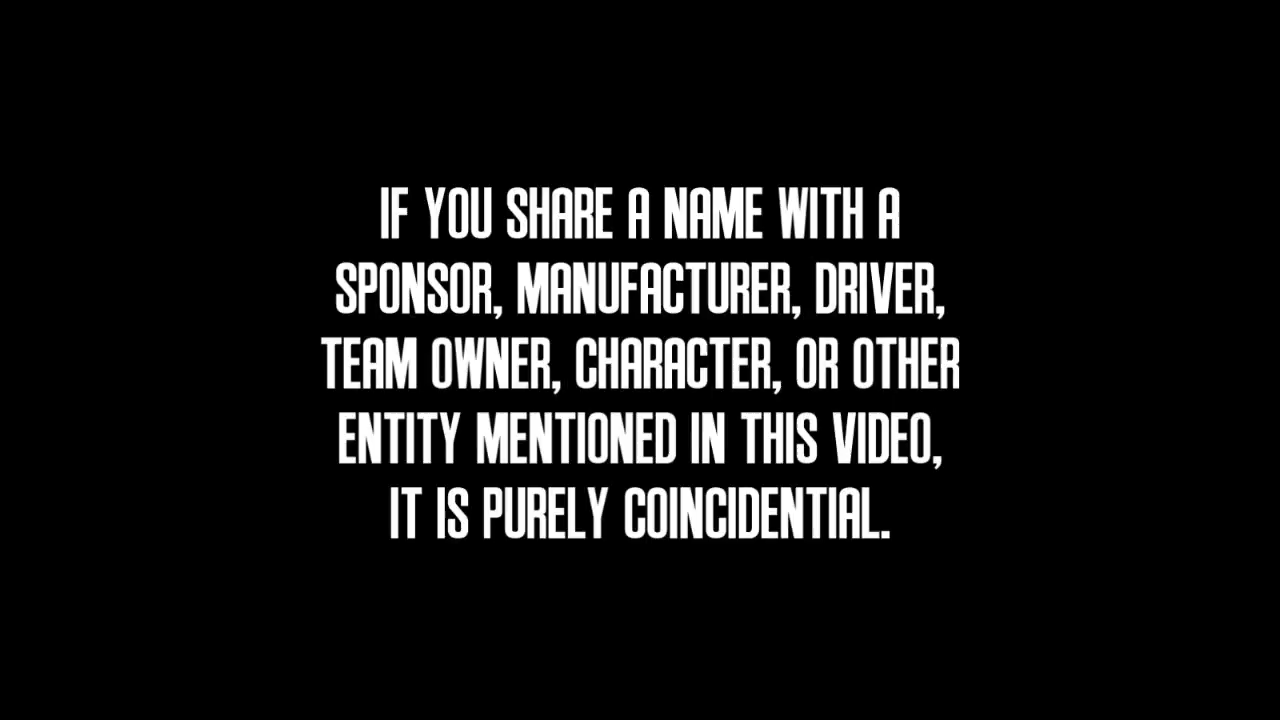 IF YOU SHARE A NAME WITH A
SPONSOR, MANUFACTURER, DRIVER,
TEAM OWNER, CHARACTER, OR OTHER
ENTITY MENTIONED IN THIS VIDEO,
IT IS PURELY COINCIDENTIAL.